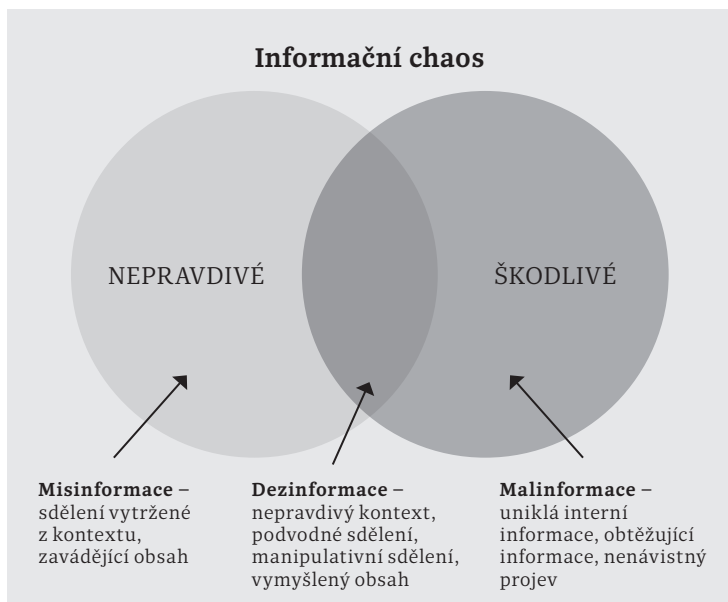 Informační chaos
NEPRAVDIVÉ
ŠKODLIVÉ
Misinformace –
sdělení vytržené
z kontextu,
zavádějící obsah
Dezinformace –
nepravdivý kontext,
podvodné sdělení,
manipulativní sdělení,
vymyšlený obsah
Malinformace –
uniklá interní
informace, obtěžující
informace, nenávistný
projev